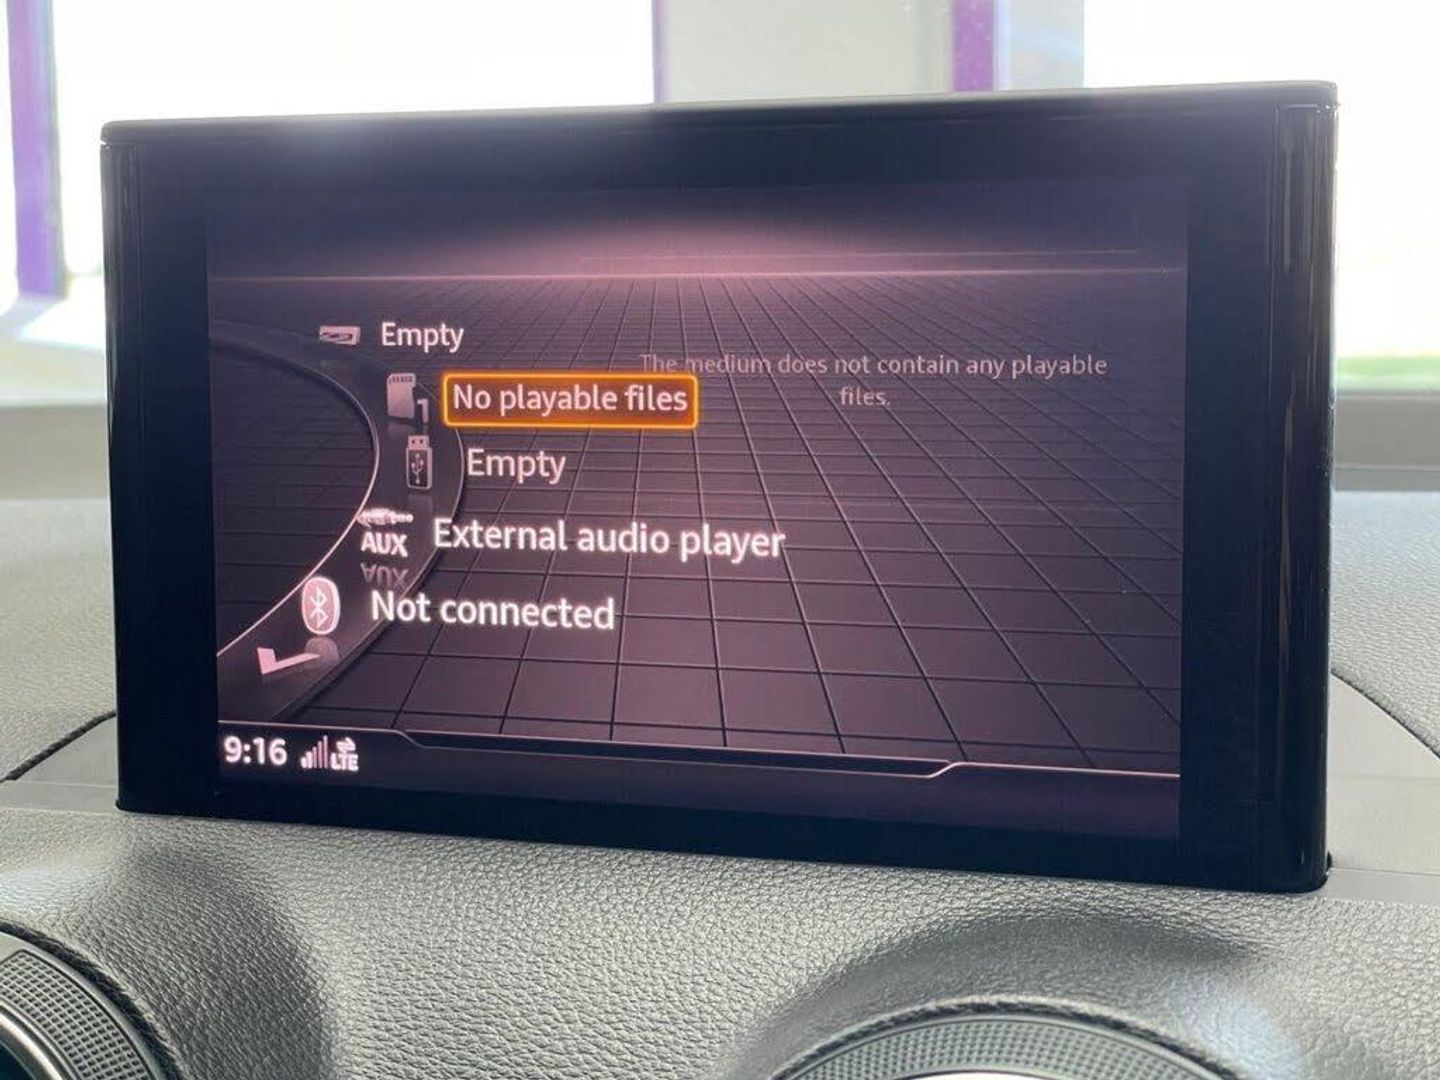 Empty
The medium does not contain any playable
files.
1
No playable files
Empty
AUX
External audio player
Not connected
9:16
LTE